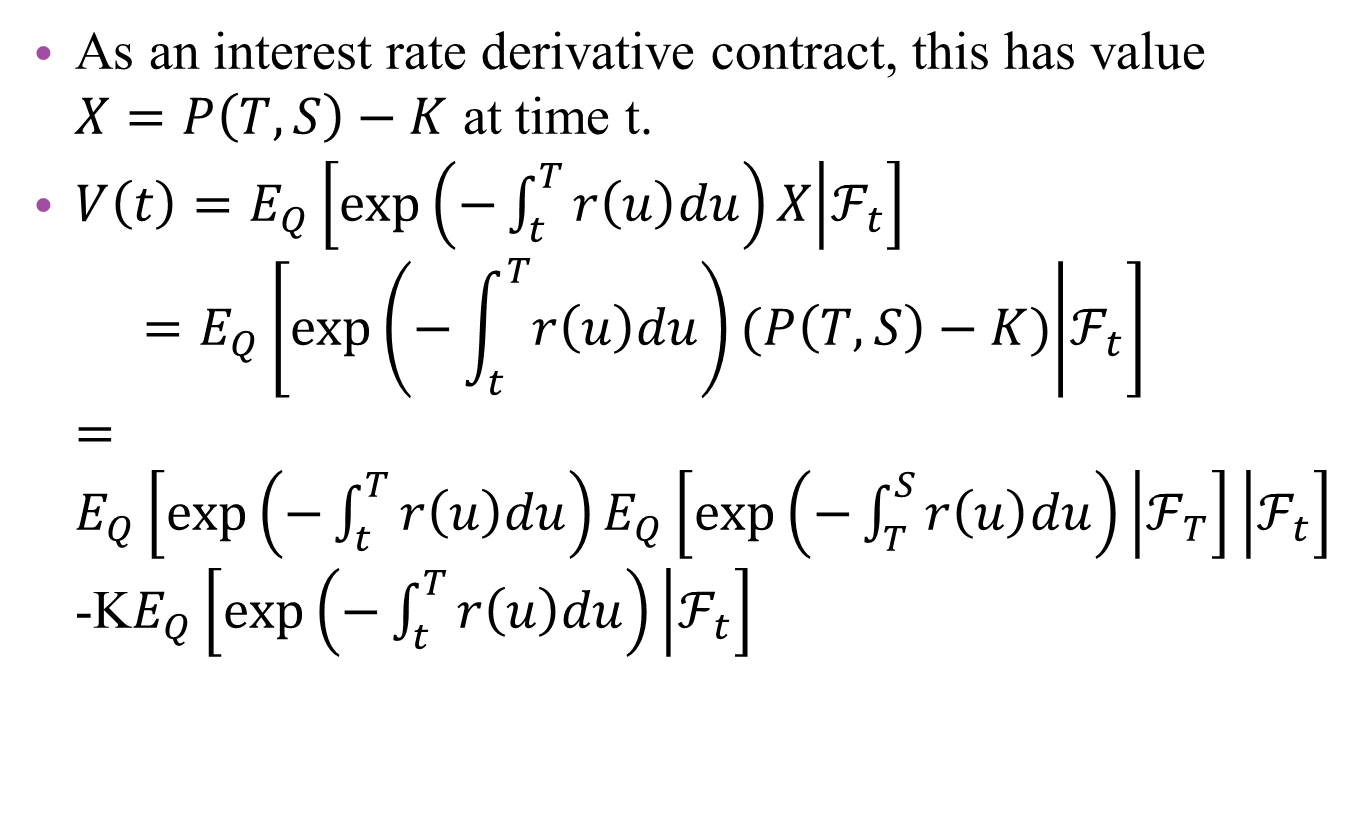 • As an interest rate derivative contract, this has value
X = P(T, S) − K at time t.
• V(t) = E_Q [exp (− ∫_t^T r(u)du) X|ℱ_t]
= E_Q [exp (− ∫_t^T r(u)du) (P(T, S) − K)|ℱ_t]
=
E_Q [exp (− ∫_t^T r(u)du) E_Q [exp (− ∫_T^S r(u)du) |ℱ_T] |ℱ_t]
-KE_Q [exp (− ∫_t^T r(u)du) |ℱ_t]